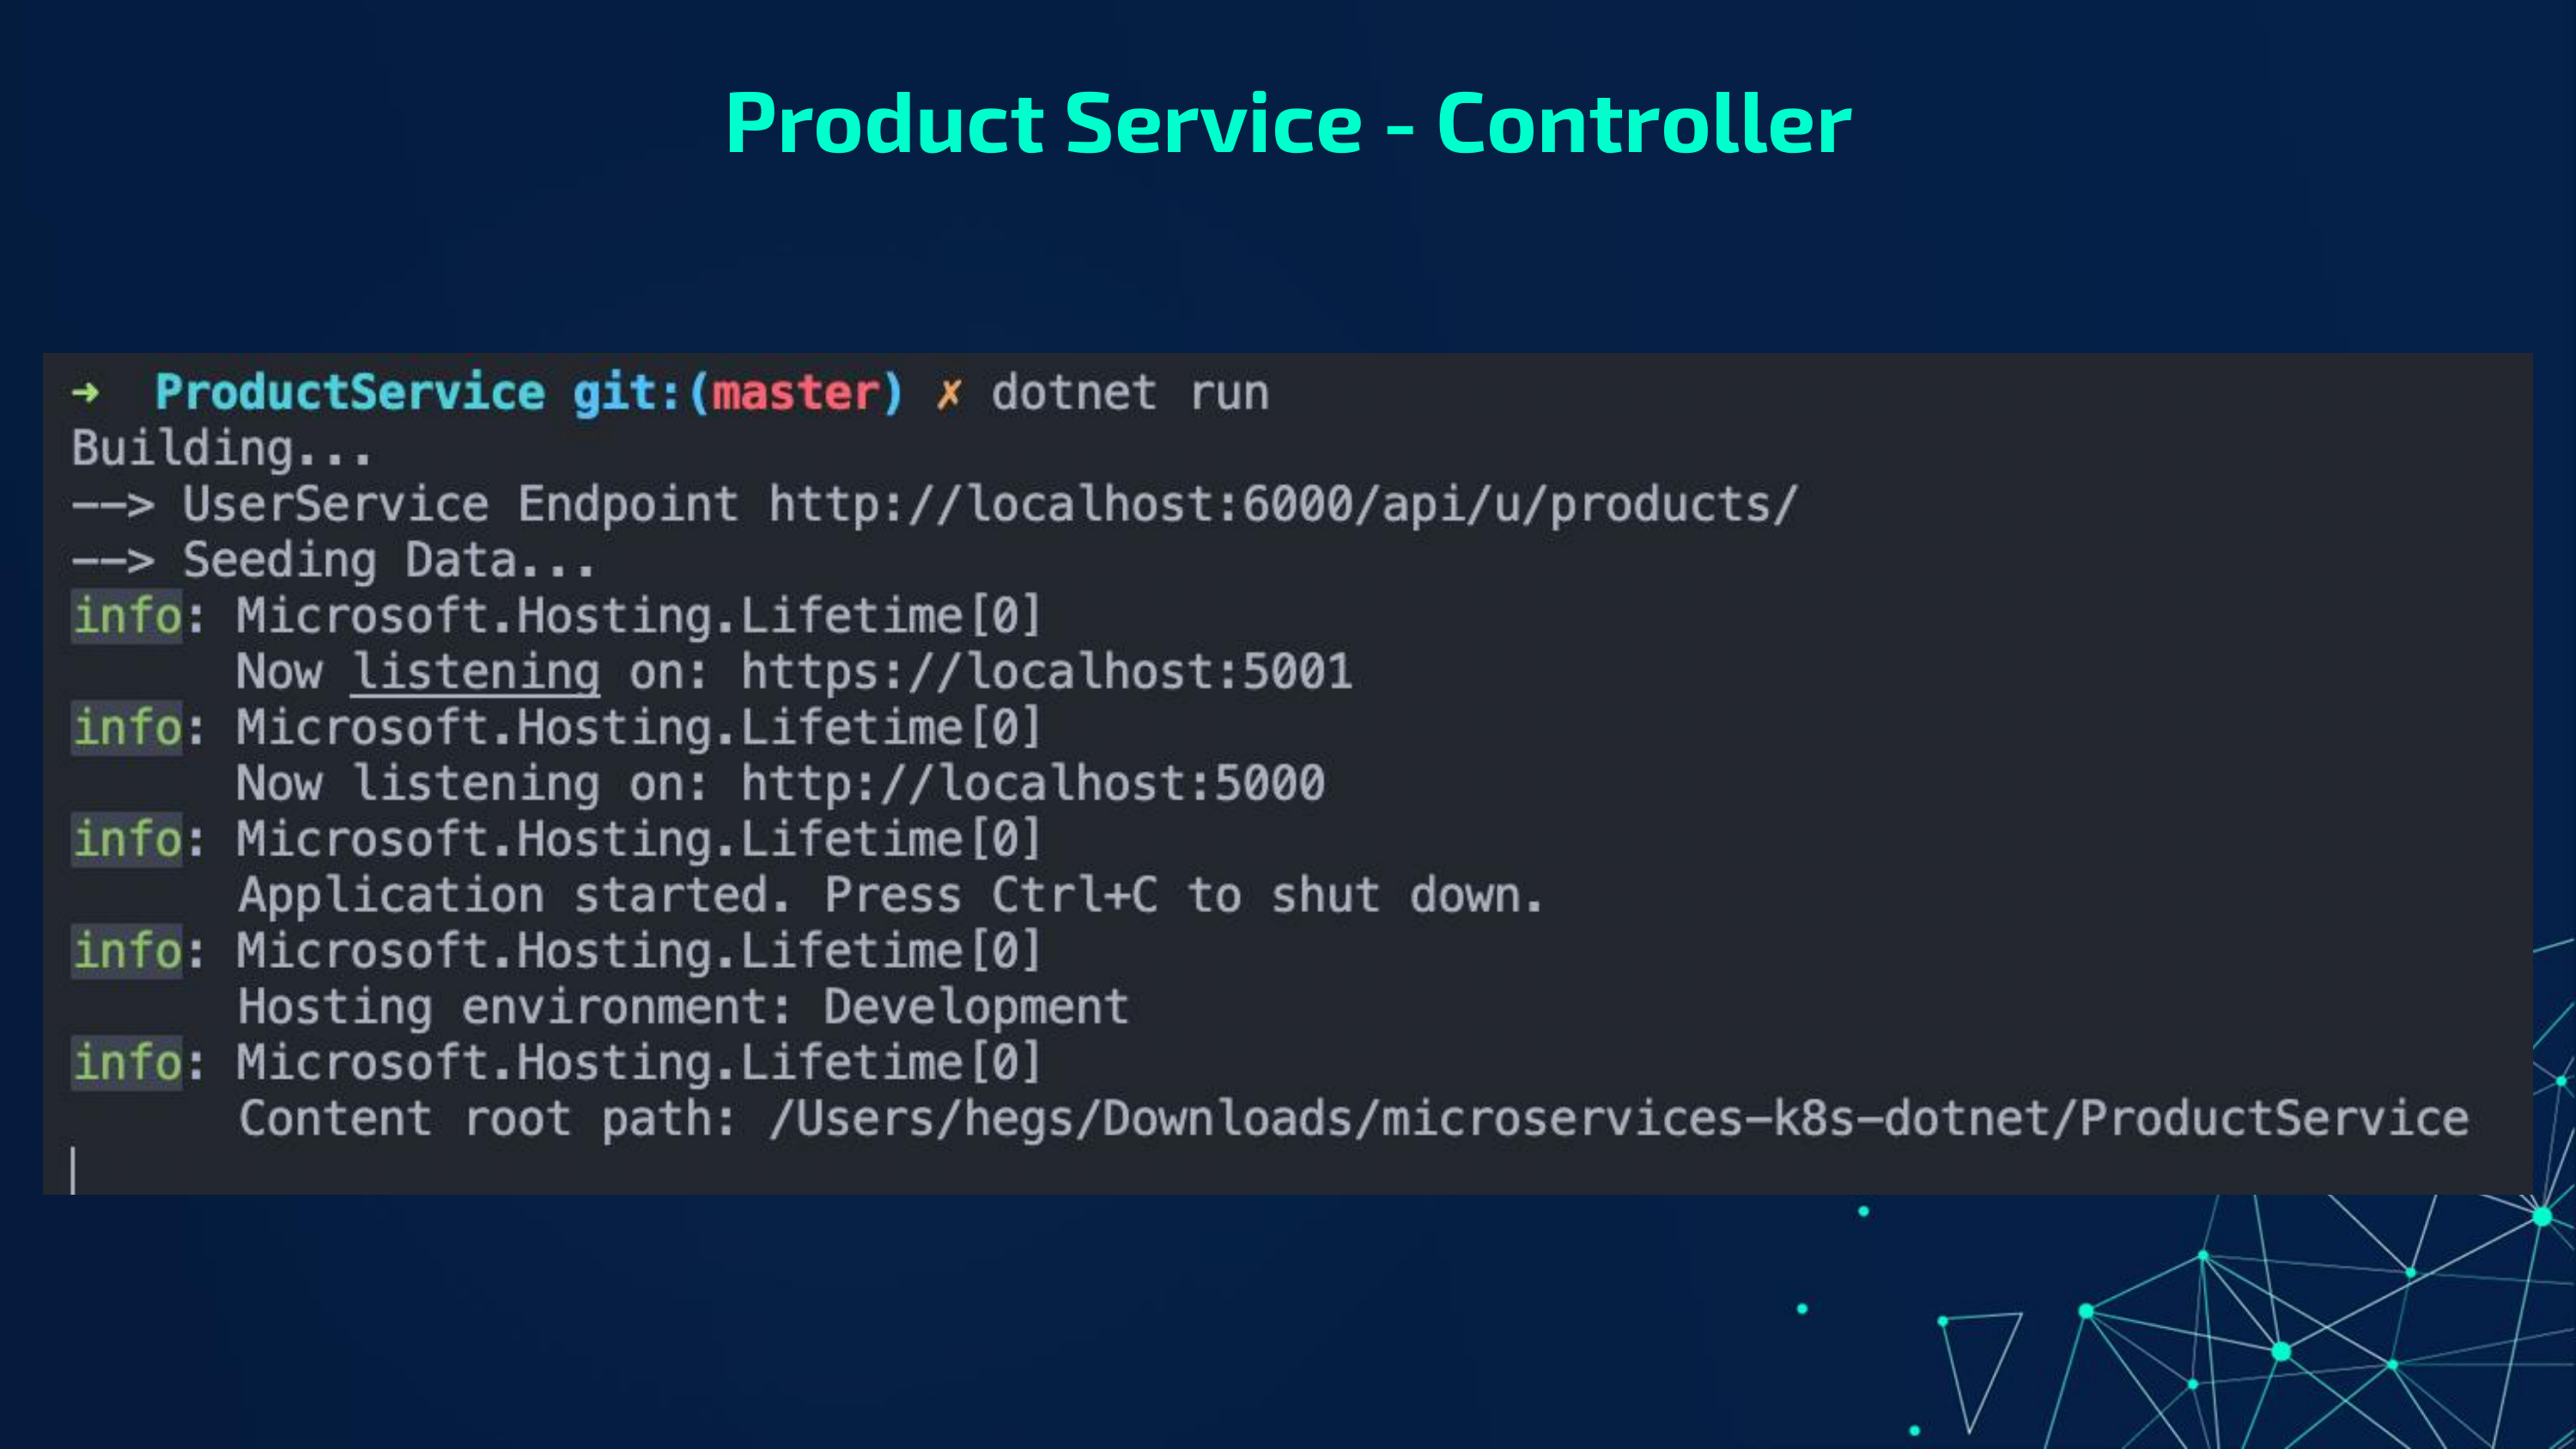 Product Service - Controller
➜ ProductService git:(master) ✗ dotnet run
Building...
--> UserService Endpoint http://localhost:6000/api/u/products/
--> Seeding Data...
info: Microsoft.Hosting.Lifetime[0]
Now listening on: https://localhost:5001
info: Microsoft.Hosting.Lifetime[0]
Now listening on: http://localhost:5000
info: Microsoft.Hosting.Lifetime[0]
Application started. Press Ctrl+C to shut down.
info: Microsoft.Hosting.Lifetime[0]
Hosting environment: Development
info: Microsoft.Hosting.Lifetime[0]
Content root path: /Users/hegs/Downloads/microservices-k8s-dotnet/ProductService